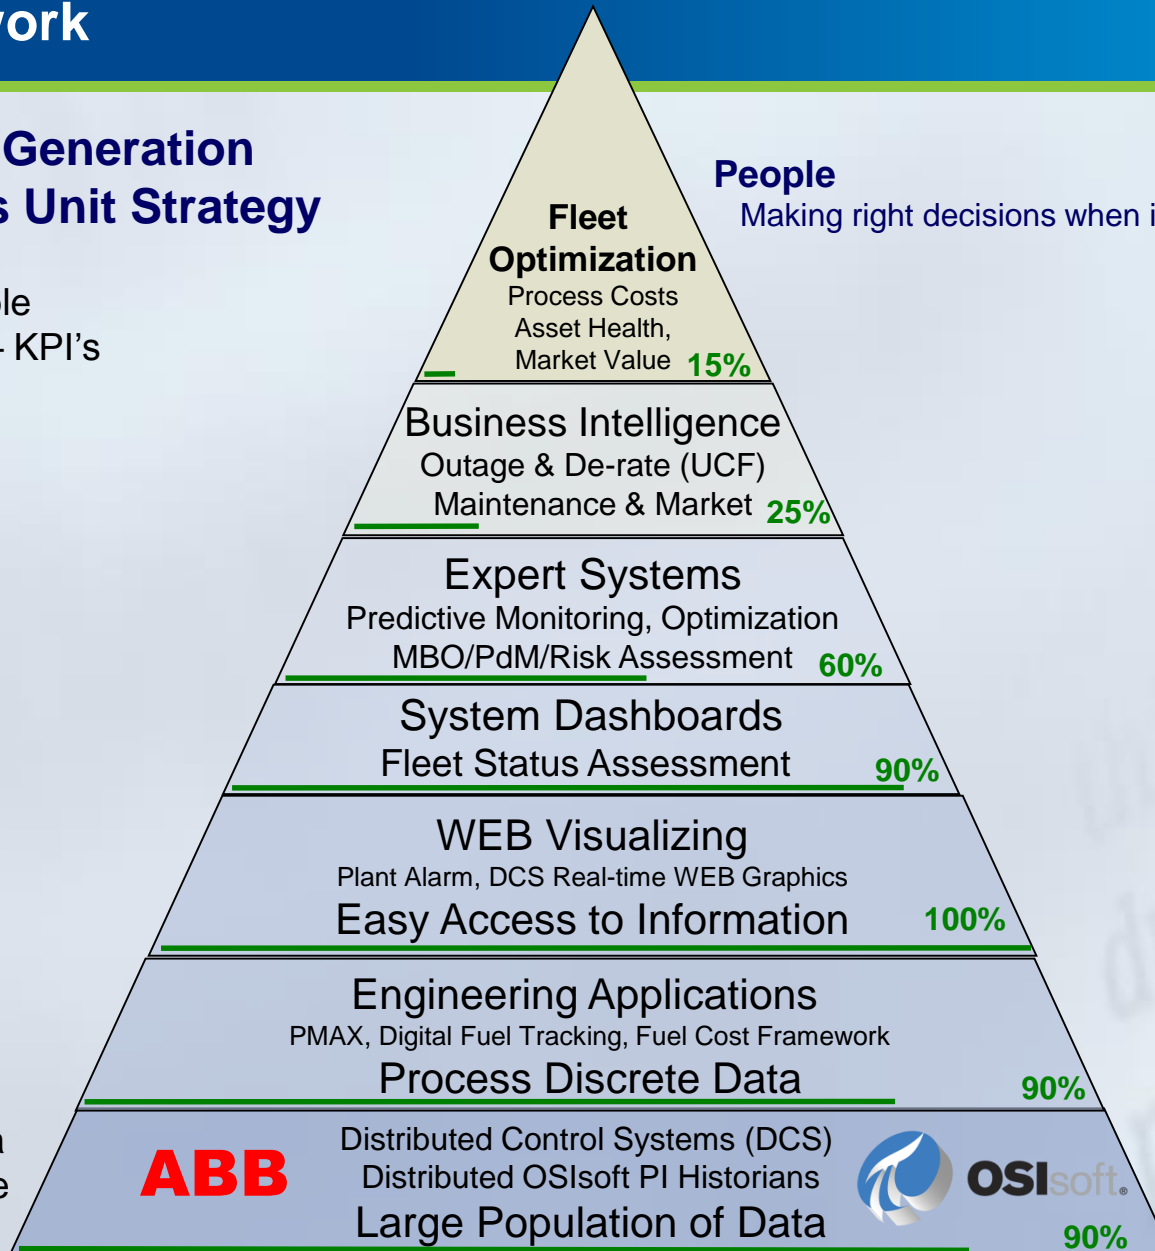 Generation
Unit Strategy
KPI's
People
Making right decisions when
Fleet
Optimization
Process Costs
Asset Health,
Market Value 15%
Business Intelligence
Outage & De-rate (UCF)
Maintenance & Market 25%
Expert Systems
Predictive Monitoring, Optimization
MBO/PdM/Risk Assessment 60%
System Dashboards
Fleet Status Assessment 90%
WEB Visualizing
Plant Alarm, DCS Real-time WEB Graphics
Easy Access to Information 100%
Engineering Applications
PMAX, Digital Fuel Tracking, Fuel Cost Framework
Process Discrete Data 90%
ABB
Distributed Control Systems (DCS)
Distributed OSIsoft PI Historians
Large Population of Data
OSIsoft.®
90%